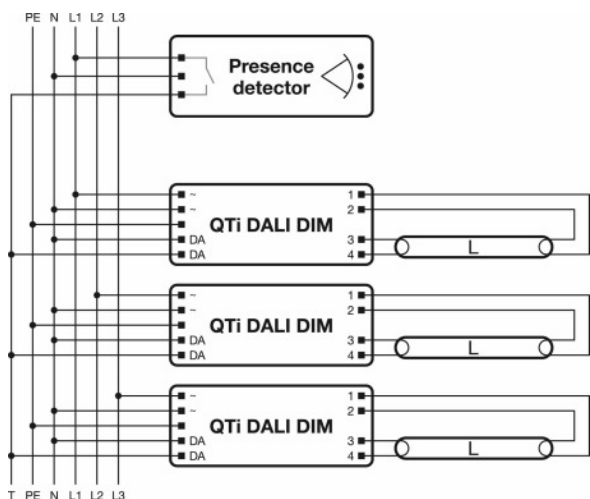 PE N L1 L2 L3
Presence
detector
~ 1
~ 2
QTi DALI DIM
DA 3
DA 4
L
~ 1
~ 2
QTi DALI DIM
DA 3
DA 4
L
~ 1
~ 2
QTi DALI DIM
DA 3
DA 4
L
T PE N L1 L2 L3